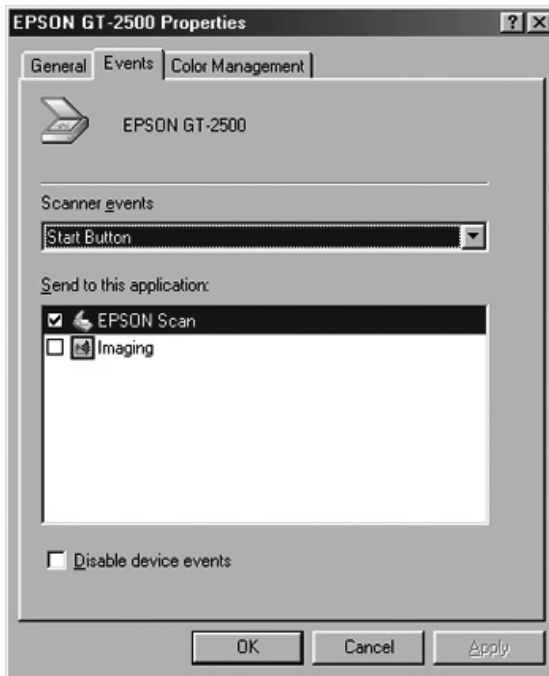 EPSON GT-2500 Properties
General Events Color Management
EPSON GT-2500
Scanner events
Start Button
Send to this application:
EPSON Scan
Imaging
Disable device events
OK Cancel Apply